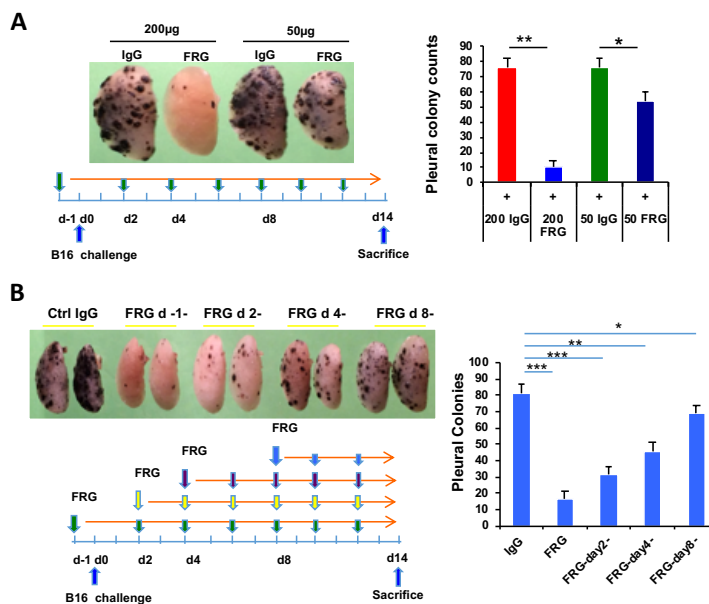 A
200µg 50µg
IgG FRG IgG FRG
d-1 d0 d2 d4 d8 d14
B16 challenge Sacrifice
Pleural colony counts
90
80
70
60
50
40
30
20
10
0
** *
+ + + +
200 IgG 200 FRG 50 IgG 50 FRG
B
Ctrl IgG FRG d -1- FRG d 2- FRG d 4- FRG d 8-
FRG
FRG
FRG
FRG
d-1 d0 d2 d4 d8 d14
B16 challenge Sacrifice
Pleural Colonies
100
90
80
70
60
50
40
30
20
10
0
*
**
***
***
IgG FRG FRG-day2- FRG-day4- FRG-day8-